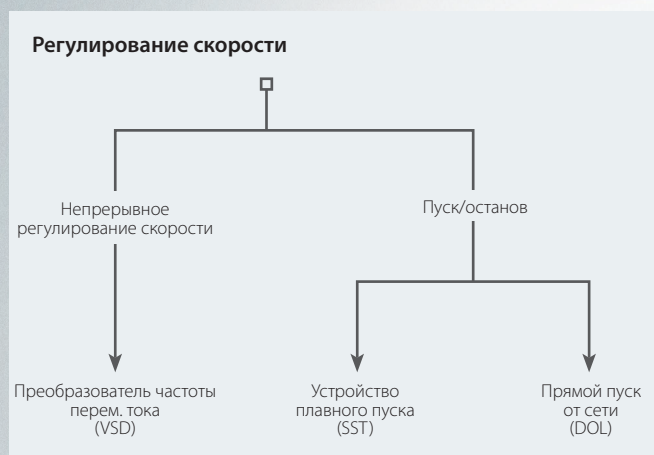 Регулирование скорости
Непрерывное
регулирование скорости
Пуск/останов
Преобразователь частоты
перем. тока
(VSD)
Устройство
плавного пуска
(SST)
Прямой пуск
от сети
(DOL)